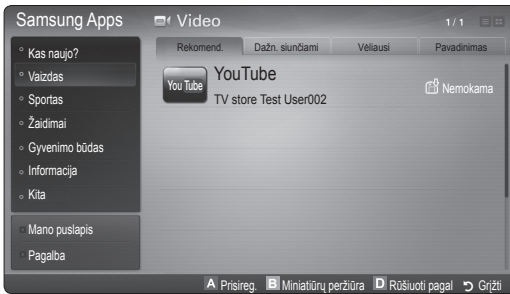 Samsung Apps
Video
1/1
Kas naujo?
Vaizdas
Sportas
Žaidimai
Gyvenimo būdas
Informacija
Kita
Mano puslapis
Pagalba
Rekomend. Dažn. siunčiami Vėliausi Pavadinimas
You Tube
YouTube
TV store Test User002
Nemokama
A Prisireg. B Miniatiūrų peržiūra D Rūšiuoti pagal Grįžti